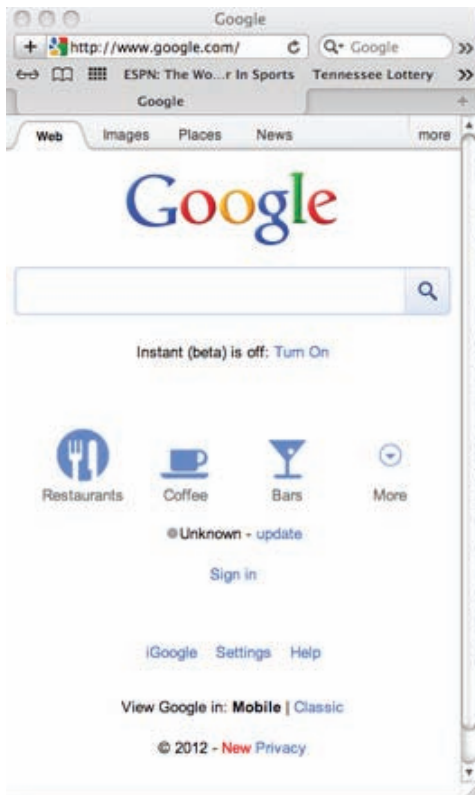 Google
http://www.google.com/ Google
ESPN: The Wo...r In Sports Tennessee Lottery
Google
Web Images Places News more
Google
Instant (beta) is off: Turn On
Restaurants Coffee Bars More
Unknown - update
Sign in
iGoogle Settings Help
View Google in: Mobile | Classic
© 2012 - New Privacy